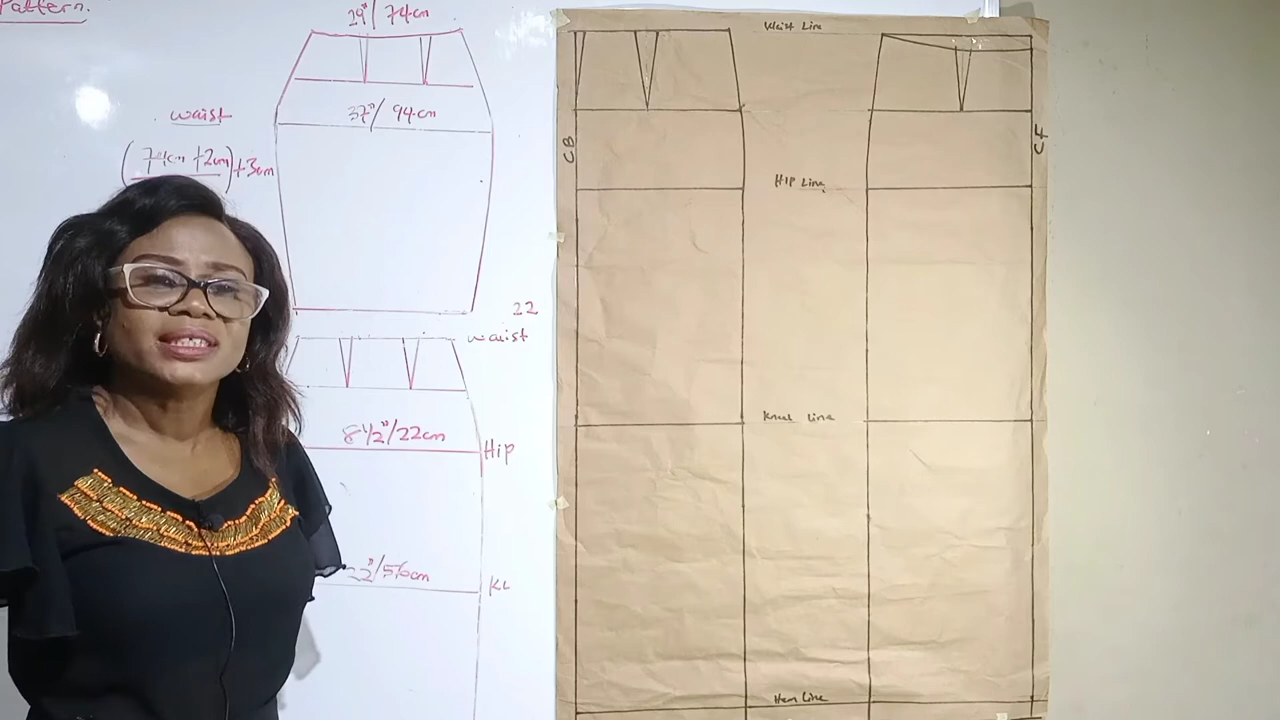 Pattern.
29"/74cm
waist
37"/94cm
(74cm+2cm)+3cm
22
waist
8½"/22cm
Hip
2"/56cm
KL
Waist Line
CB
CF
Hip Line
Knee Line
Hem Line